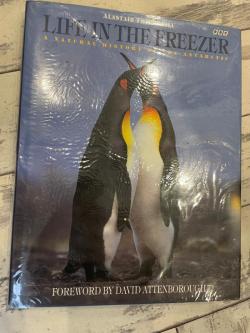 ALASTAIR FOTHERGILL
LIFE IN THE FREEZER
BBC
A NATURAL HISTORY OF THE ANTARCTIC
FOREWORD BY DAVID ATTENBOROUGH